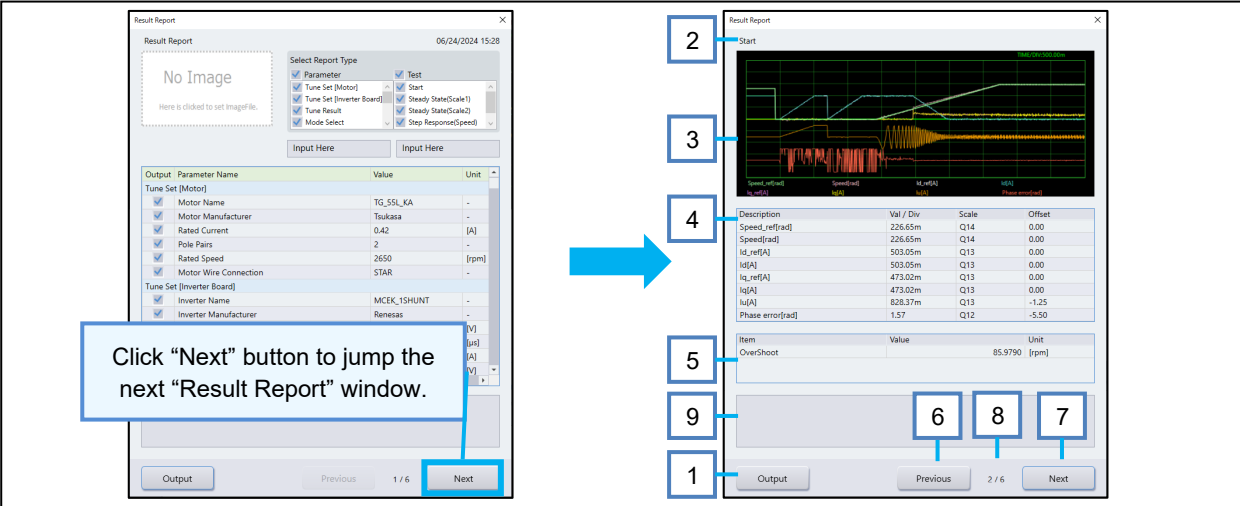 Result Report ×
Result Report 06/24/2024 15:28
No Image
Here is clicked to set ImageFile.
Select Report Type
Parameter
Tune Set [Motor]
Tune Set [Inverter Board]
Tune Result
Mode Select
Test
Start
Steady State(Scale1)
Steady State(Scale2)
Step Response(Speed)
Input Here Input Here
Output Parameter Name Value Unit
Tune Set [Motor]
Motor Name TG_55L_KA -
Motor Manufacturer Tsukasa -
Rated Current 0.42 [A]
Pole Pairs 2 -
Rated Speed 2650 [rpm]
Motor Wire Connection STAR -
Tune Set [Inverter Board]
Inverter Name MCEK_1SHUNT -
Inverter Manufacturer Renesas -
[V]
[µs]
[A]
[V]
Click “Next” button to jump the
next “Result Report” window.
Output Previous 1 / 6 Next
Result Report ×
2
Start
TIME/DIV:500.00m
3
Speed_ref[rad] Speed[rad] Id_ref[A] Id[A]
Iq_ref[A] Iq[A] Iu[A] Phase error[rad]
4
Description Val / Div Scale Offset
Speed_ref[rad] 226.65m Q14 0.00
Speed[rad] 226.65m Q14 0.00
Id_ref[A] 503.05m Q13 0.00
Id[A] 503.05m Q13 0.00
Iq_ref[A] 473.02m Q13 0.00
Iq[A] 473.02m Q13 0.00
Iu[A] 828.37m Q13 -1.25
Phase error[rad] 1.57 Q12 -5.50
5
Item Value Unit
OverShoot 85.9790 [rpm]
9
6 8 7
1
Output Previous 2 / 6 Next